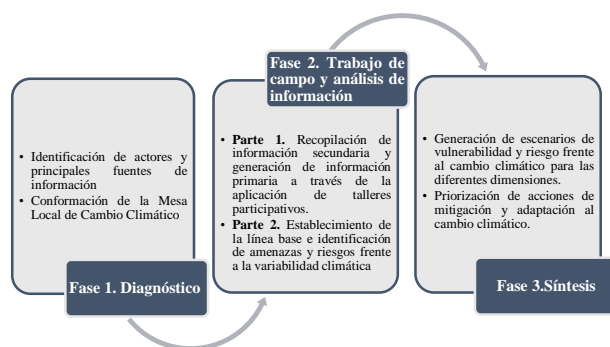 • Identificación de actores y
principales fuentes de
información
• Conformación de la Mesa
Local de Cambio Climático
Fase 1. Diagnóstico
Fase 2. Trabajo de
campo y análisis de
información
• Parte 1. Recopilación de
información secundaria y
generación de información
primaria a través de la
aplicación de talleres
participativos.
• Parte 2. Establecimiento de
la línea base e identificación
de amenazas y riesgos frente
a la variabilidad climática
• Generación de escenarios de
vulnerabilidad y riesgo frente
al cambio climático para las
diferentes dimensiones.
• Priorización de acciones de
mitigación y adaptación al
cambio climático.
Fase 3.Síntesis